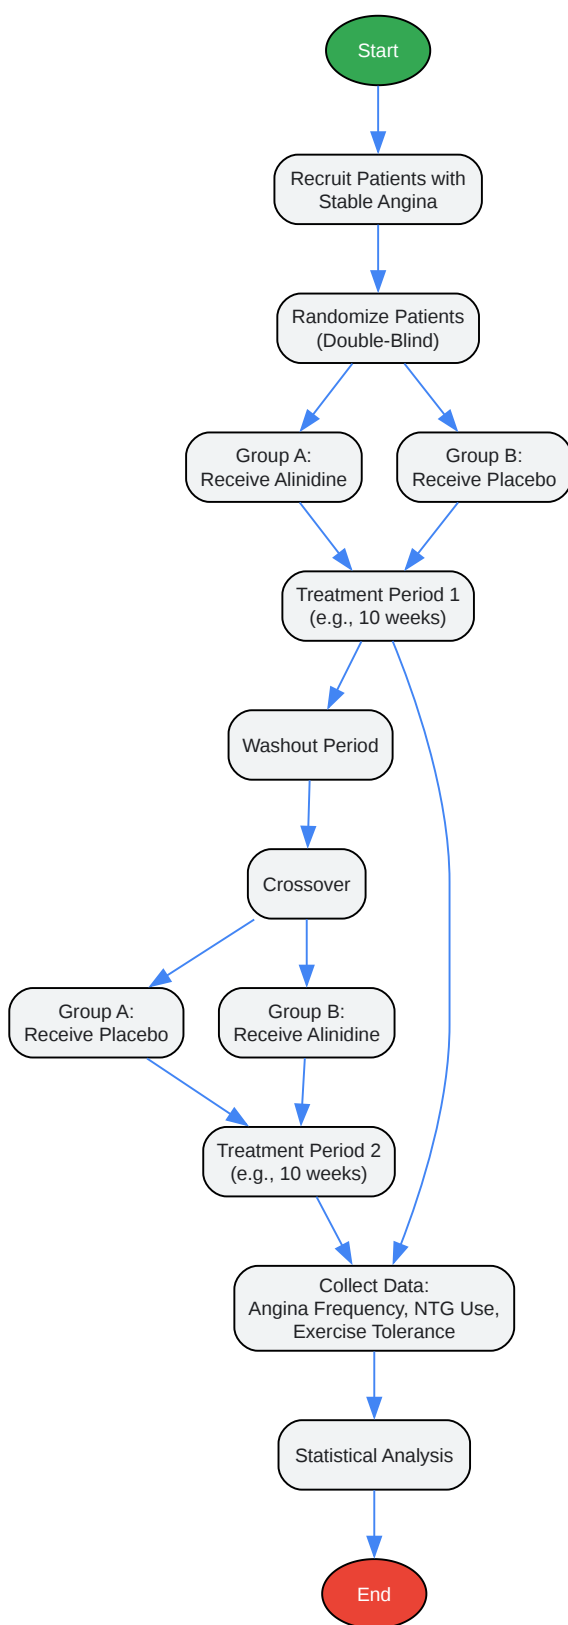 Start
Recruit Patients with
Stable Angina
Randomize Patients
(Double-Blind)
Group A:
Receive Alinidine
Group B:
Receive Placebo
Treatment Period 1
(e.g., 10 weeks)
Washout Period
Crossover
Group A:
Receive Placebo
Group B:
Receive Alinidine
Treatment Period 2
(e.g., 10 weeks)
Collect Data:
Angina Frequency, NTG Use,
Exercise Tolerance
Statistical Analysis
End